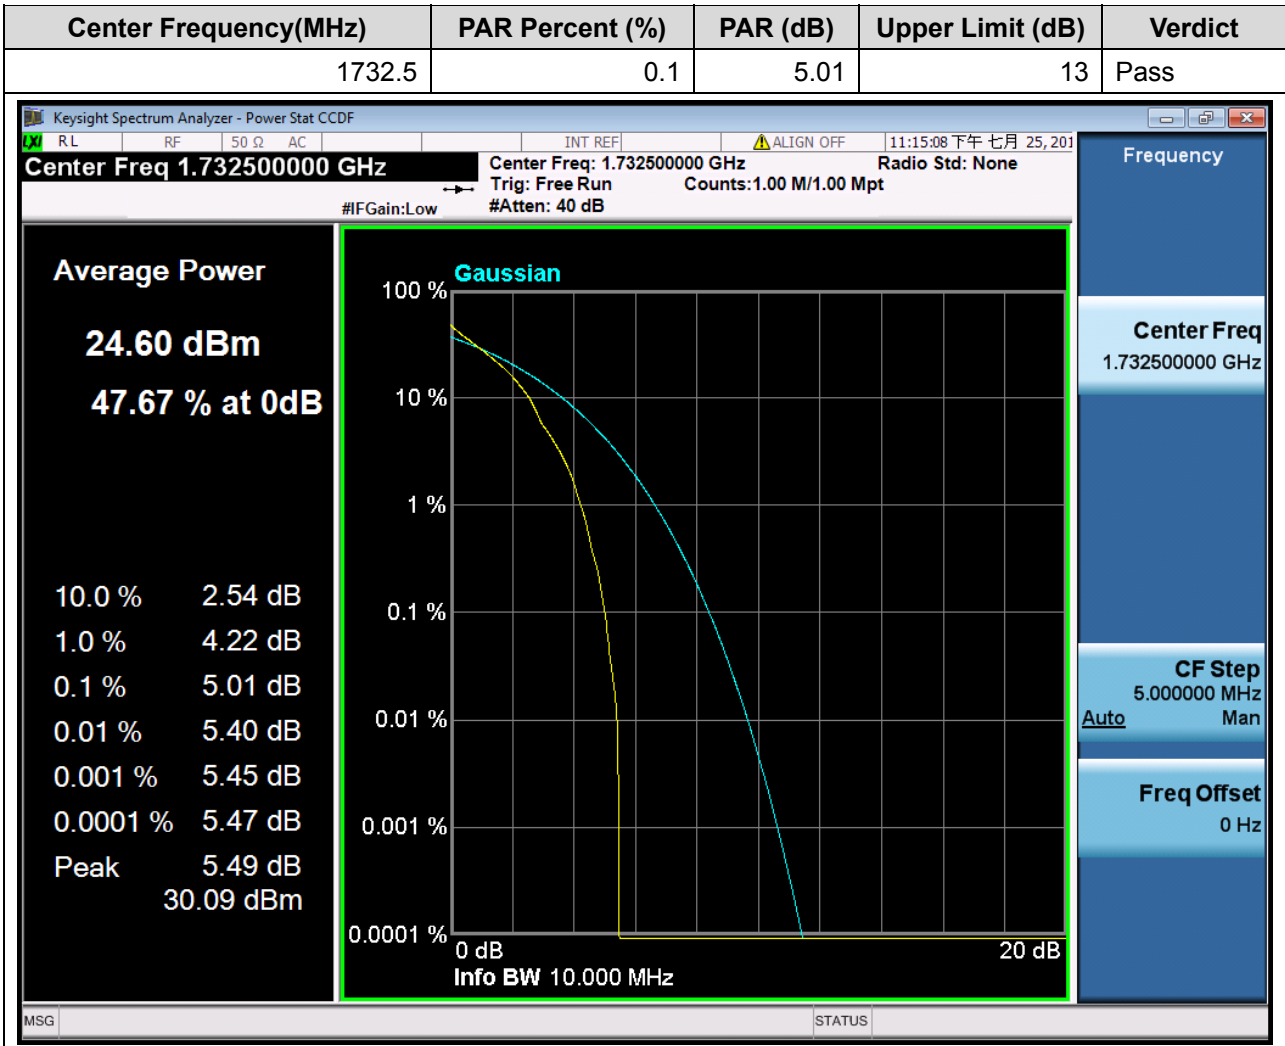 Center Frequency(MHz) PAR Percent (%) PAR (dB) Upper Limit (dB) Verdict
1732.5 0.1 5.01 13 Pass
Keysight Spectrum Analyzer - Power Stat CCDF
LXI RL RF 50 Ω AC INT REF ALIGN OFF 11:15:08 下午 七月 25, 201
Center Freq 1.732500000 GHz
Center Freq: 1.732500000 GHz Radio Std: None
Trig: Free Run Counts:1.00 M/1.00 Mpt
#IFGain:Low #Atten: 40 dB
Frequency
Average Power
24.60 dBm
47.67 % at 0dB
10.0 % 2.54 dB
1.0 % 4.22 dB
0.1 % 5.01 dB
0.01 % 5.40 dB
0.001 % 5.45 dB
0.0001 % 5.47 dB
Peak 5.49 dB
30.09 dBm
Gaussian
100 %
10 %
1 %
0.1 %
0.01 %
0.001 %
0.0001 %
0 dB 20 dB
Info BW 10.000 MHz
Center Freq
1.732500000 GHz
CF Step
5.000000 MHz
Auto Man
Freq Offset
0 Hz
MSG STATUS